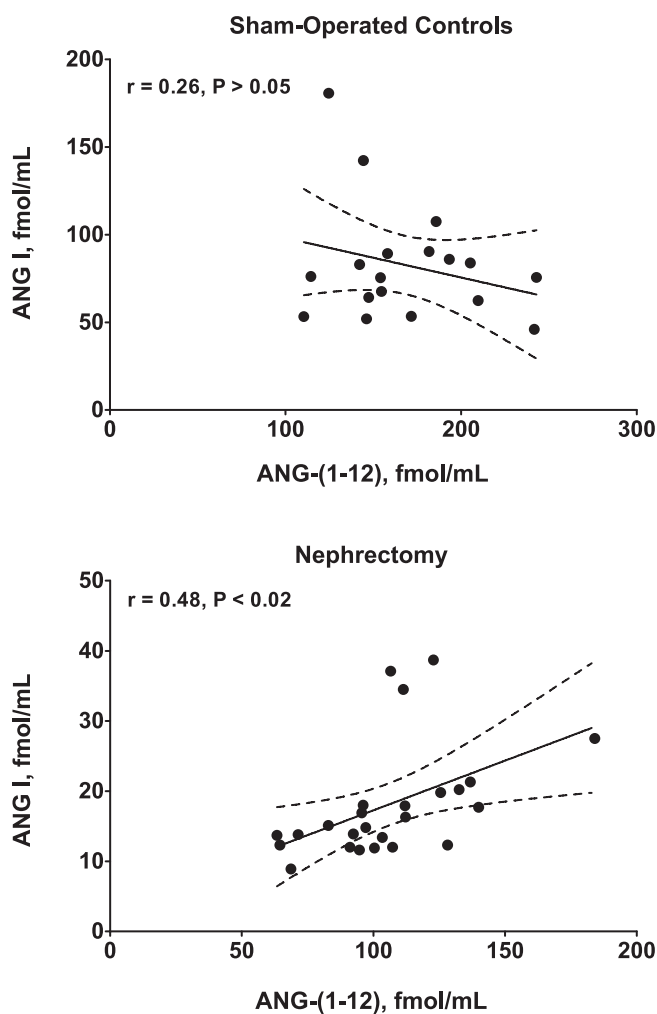 Sham-Operated Controls
r = 0.26, P > 0.05
200
150
100
50
0
ANG I, fmol/mL
0 100 200 300
ANG-(1-12), fmol/mL
Nephrectomy
r = 0.48, P < 0.02
50
40
30
20
10
0
ANG I, fmol/mL
0 50 100 150 200
ANG-(1-12), fmol/mL